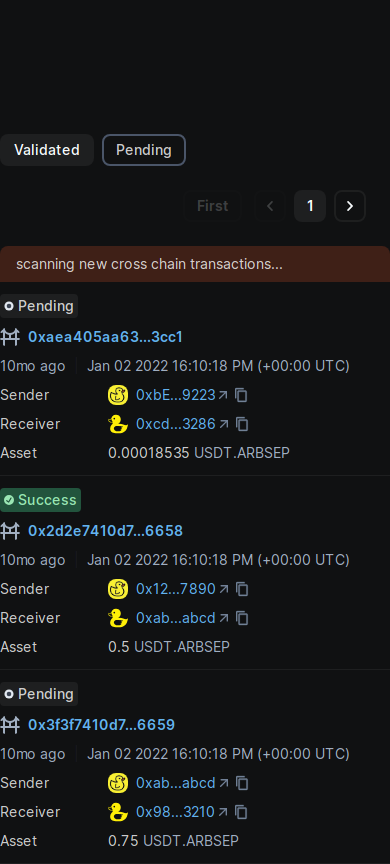 Validated
Pending
First
1
scanning new cross chain transactions...
Pending
0xaea405aa63...3cc1
10mo ago Jan 02 2022 16:10:18 PM (+00:00 UTC)
Sender 0xbE...9223
Receiver 0xcd...3286
Asset 0.00018535 USDT.ARBSEP
Success
0x2d2e7410d7...6658
10mo ago Jan 02 2022 16:10:18 PM (+00:00 UTC)
Sender 0x12...7890
Receiver 0xab...abcd
Asset 0.5 USDT.ARBSEP
Pending
0x3f3f7410d7...6659
10mo ago Jan 02 2022 16:10:18 PM (+00:00 UTC)
Sender 0xab...abcd
Receiver 0x98...3210
Asset 0.75 USDT.ARBSEP